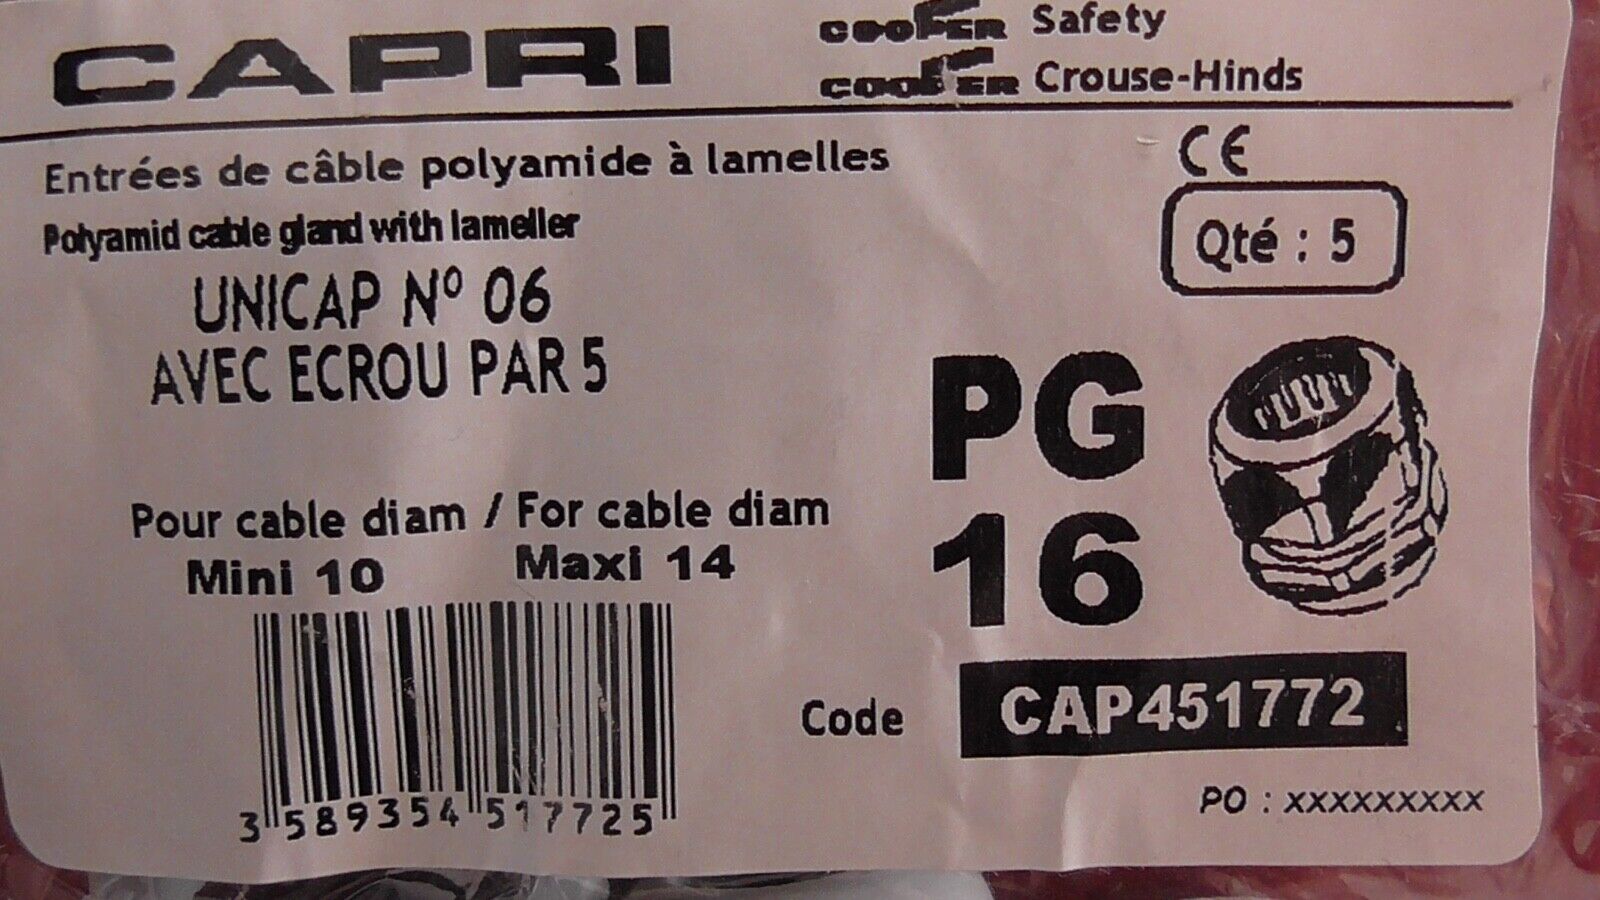 CAPRI
COOPER Safety
COOPER Crouse-Hinds
Entrées de câble polyamide à lamelles
Polyamid cable gland with lameller
CE
Qté : 5
UNICAP Nº 06
AVEC ECROU PAR 5
PG
16
Pour cable diam / For cable diam
Mini 10 Maxi 14
Code CAP451772
3 589354 517725
PO : xxxxxxxxx